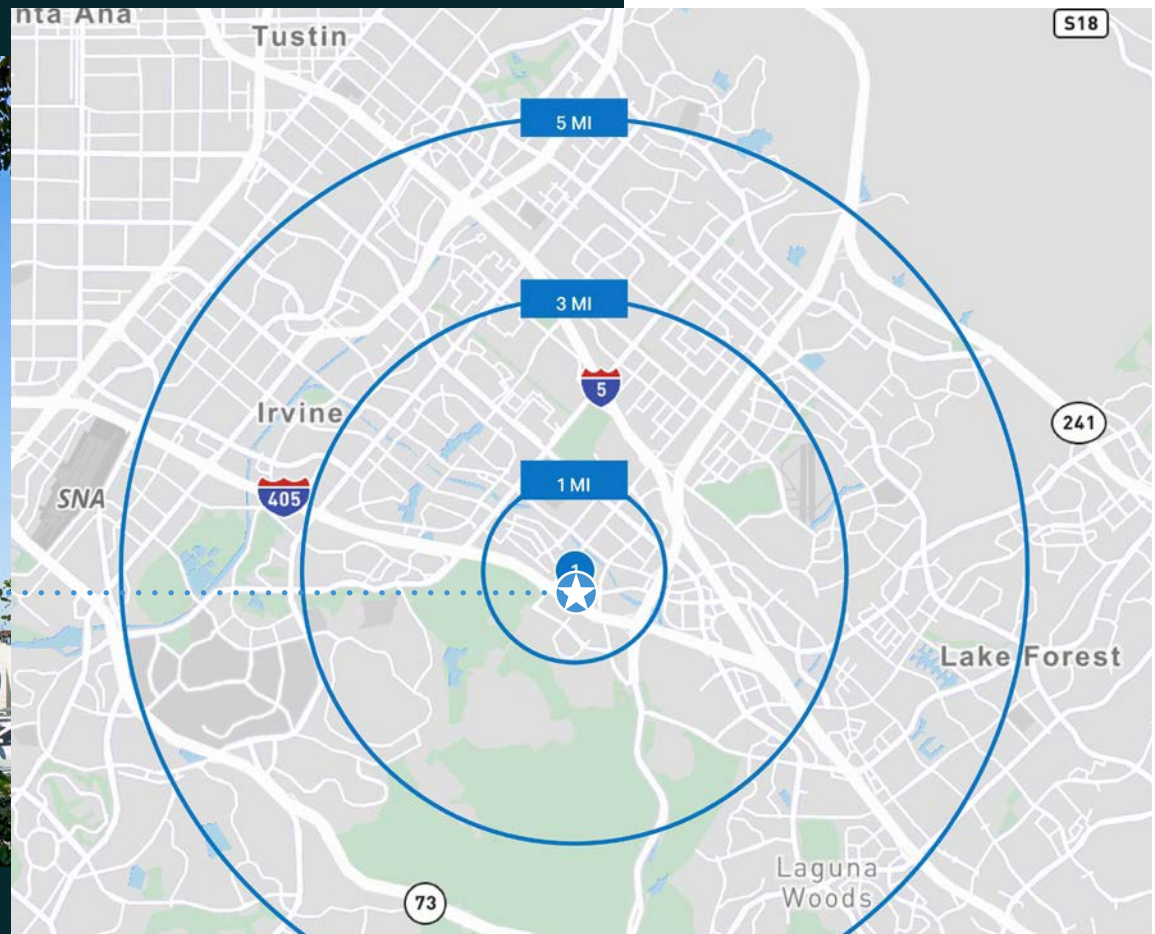 nta Ana
Tustin
S18
5 MI
3 MI
5
Irvine
241
1 MI
SNA
405
1
Lake Forest
Laguna
Woods
73